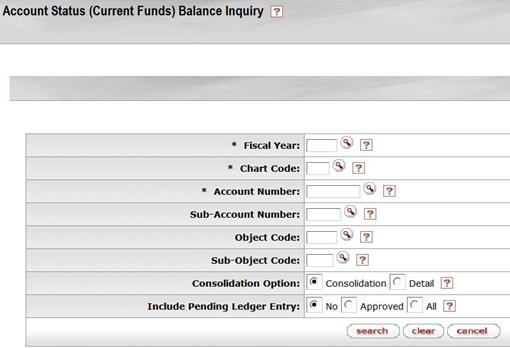 Account Status (Current Funds) Balance Inquiry ?
* Fiscal Year: ?
* Chart Code: ?
* Account Number: ?
Sub-Account Number: ?
Object Code: ?
Sub-Object Code: ?
Consolidation Option: Consolidation Detail ?
Include Pending Ledger Entry: No Approved All ?
search clear cancel